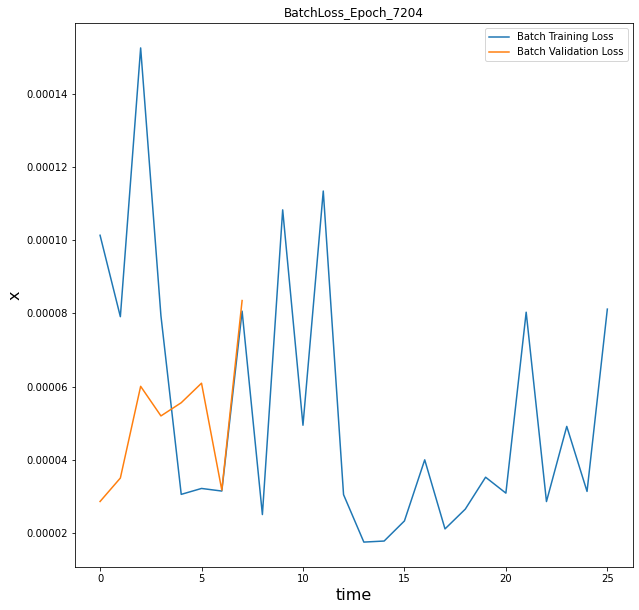 BatchLoss_Epoch_7204
Batch Training Loss
Batch Validation Loss
0.00014
0.00012
0.00010
0.00008
0.00006
0.00004
0.00002
x
0 5 10 15 20 25
time